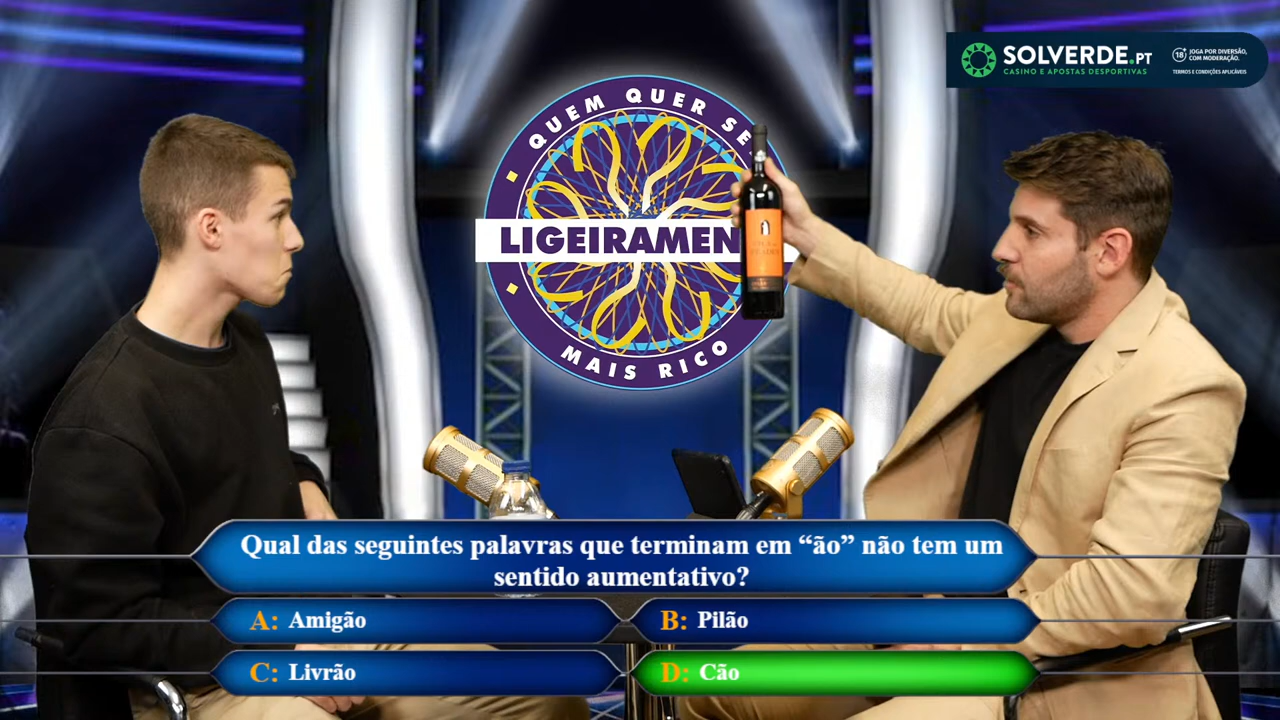 SOLVERDE.PT
CASINO E APOSTAS DESPORTIVAS
18+
JOGA POR DIVERSÃO,
COM MODERAÇÃO.
TERMOS E CONDIÇÕES APLICÁVEIS
QUEM QUER SE
LIGEIRAMEN
MAIS RICO
Qual das seguintes palavras que terminam em “ão” não tem um
sentido aumentativo?
A: Amigão
B: Pilão
C: Livrão
D: Cão